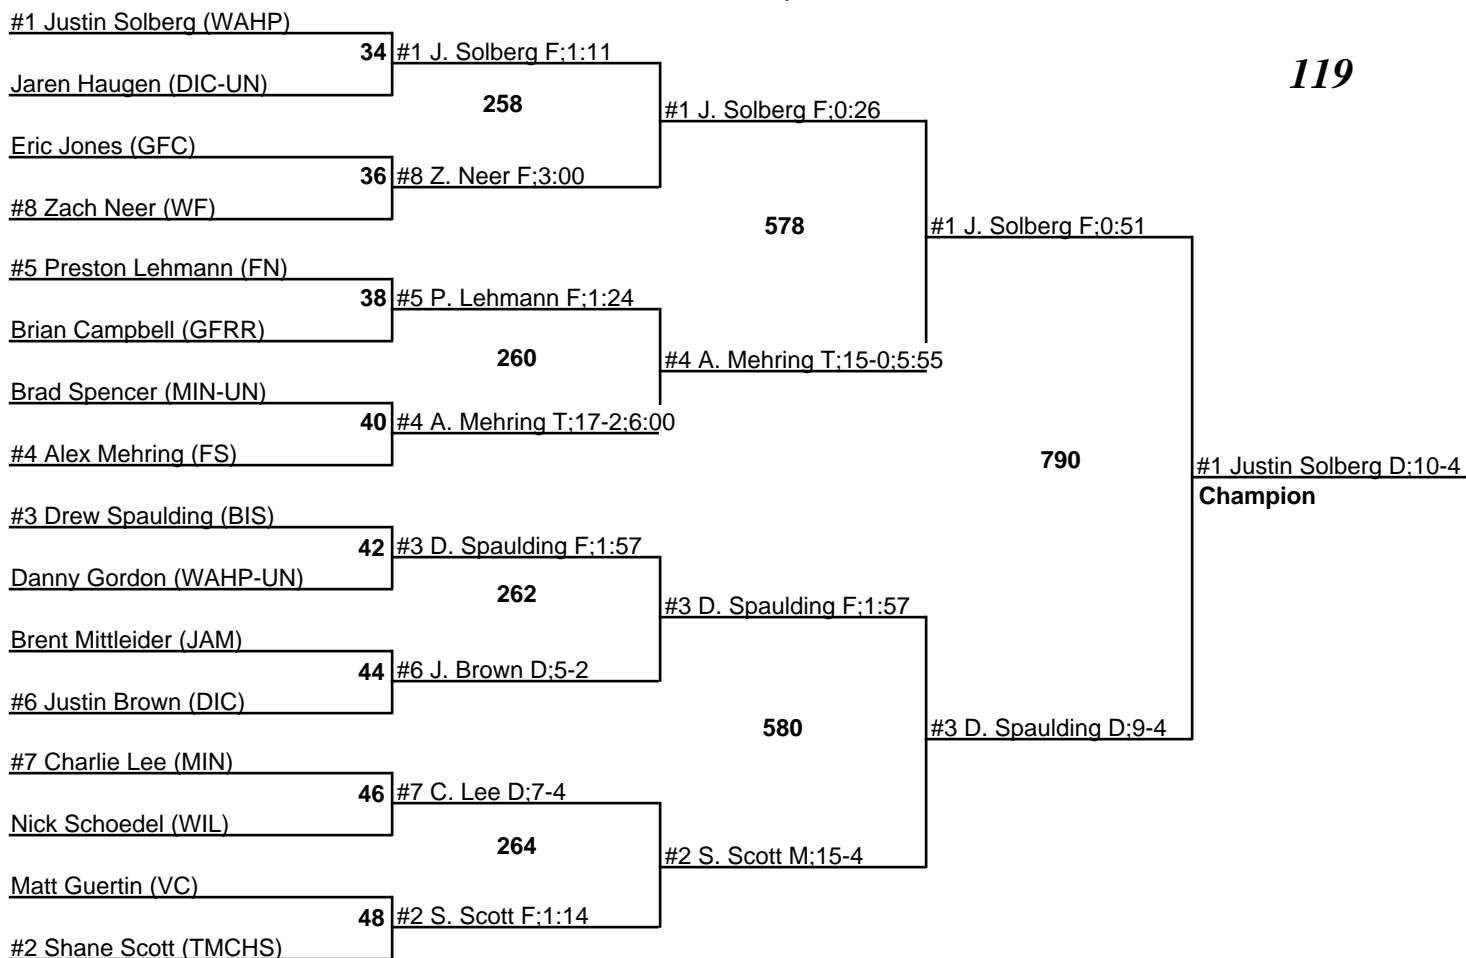 #1 Justin Solberg (WAHP)
34 #1 J. Solberg F;1:11
119
Jaren Haugen (DIC-UN)
258
#1 J. Solberg F;0:26
Eric Jones (GFC)
36 #8 Z. Neer F;3:00
#8 Zach Neer (WF)
578
#1 J. Solberg F;0:51
#5 Preston Lehmann (FN)
38 #5 P. Lehmann F;1:24
Brian Campbell (GFRR)
260
#4 A. Mehring T;15-0;5:55
Brad Spencer (MIN-UN)
40 #4 A. Mehring T;17-2;6:00
#4 Alex Mehring (FS)
790
#1 Justin Solberg D;10-4
Champion
#3 Drew Spaulding (BIS)
42 #3 D. Spaulding F;1:57
Danny Gordon (WAHP-UN)
262
#3 D. Spaulding F;1:57
Brent Mittleider (JAM)
44 #6 J. Brown D;5-2
#6 Justin Brown (DIC)
580
#3 D. Spaulding D;9-4
#7 Charlie Lee (MIN)
46 #7 C. Lee D;7-4
Nick Schoedel (WIL)
264
#2 S. Scott M;15-4
Matt Guertin (VC)
48 #2 S. Scott F;1:14
#2 Shane Scott (TMCHS)